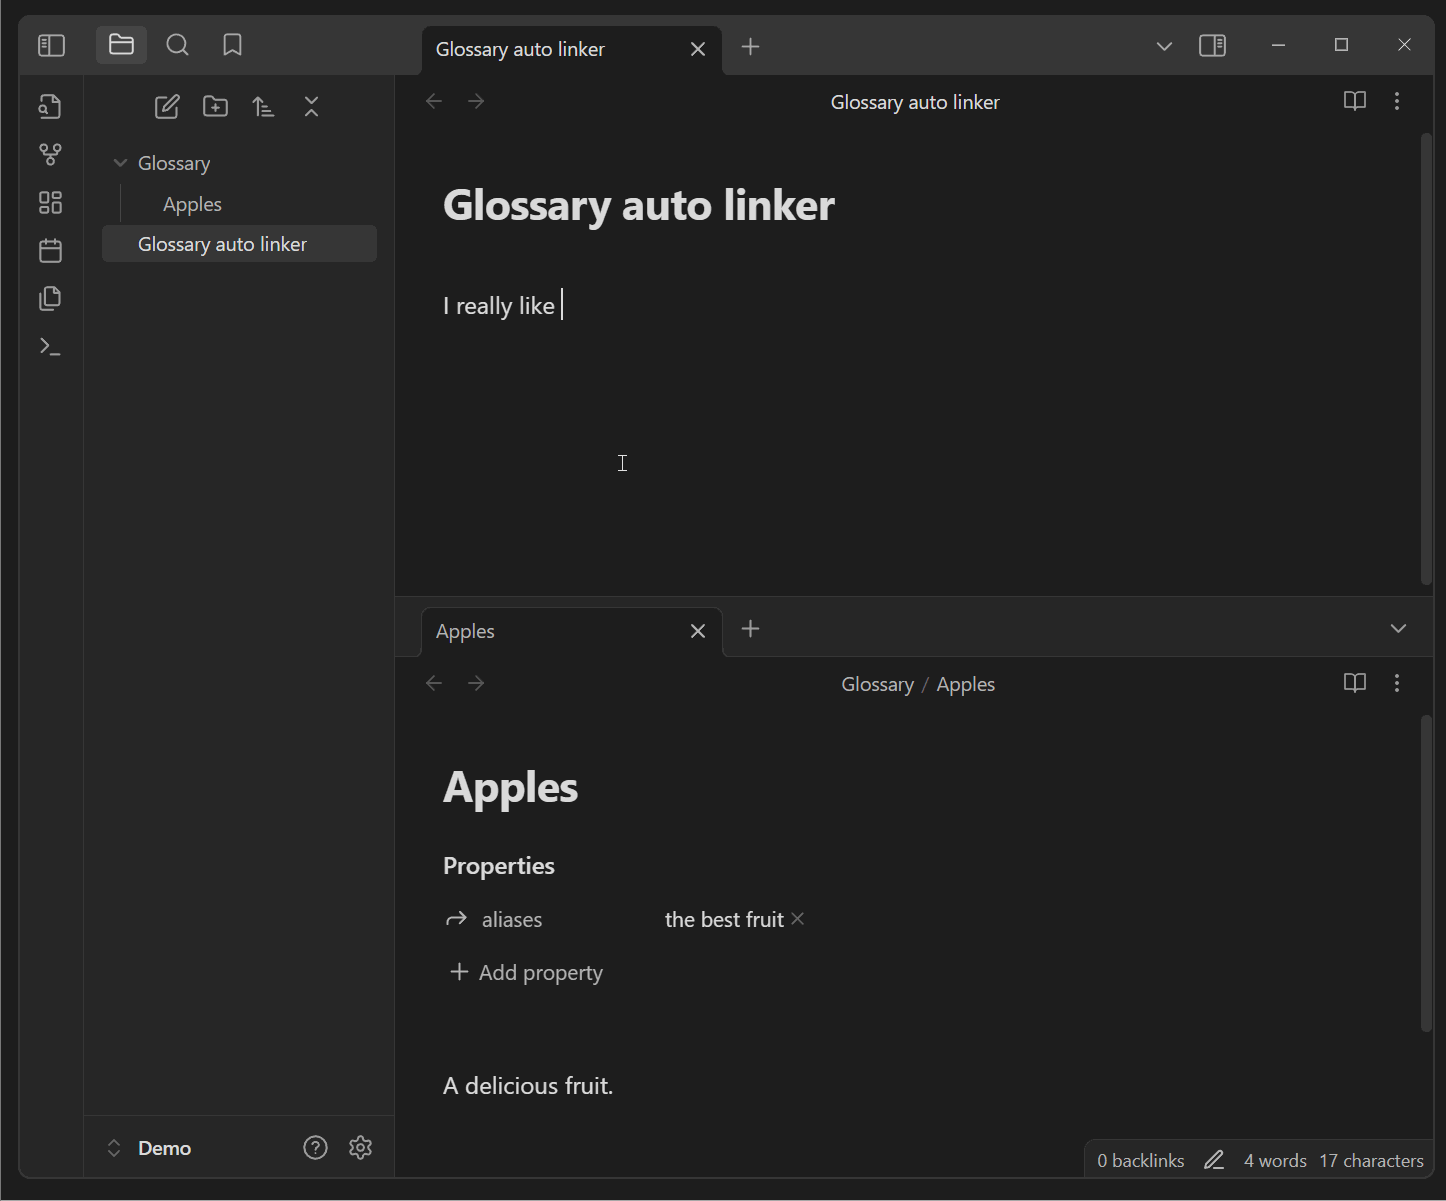 Glossary auto linker
Glossary auto linker
Glossary
Apples
Glossary auto linker
Glossary auto linker
I really like
Apples
Glossary / Apples
Apples
Properties
aliases the best fruit
Add property
A delicious fruit.
Demo
0 backlinks 4 words 17 characters